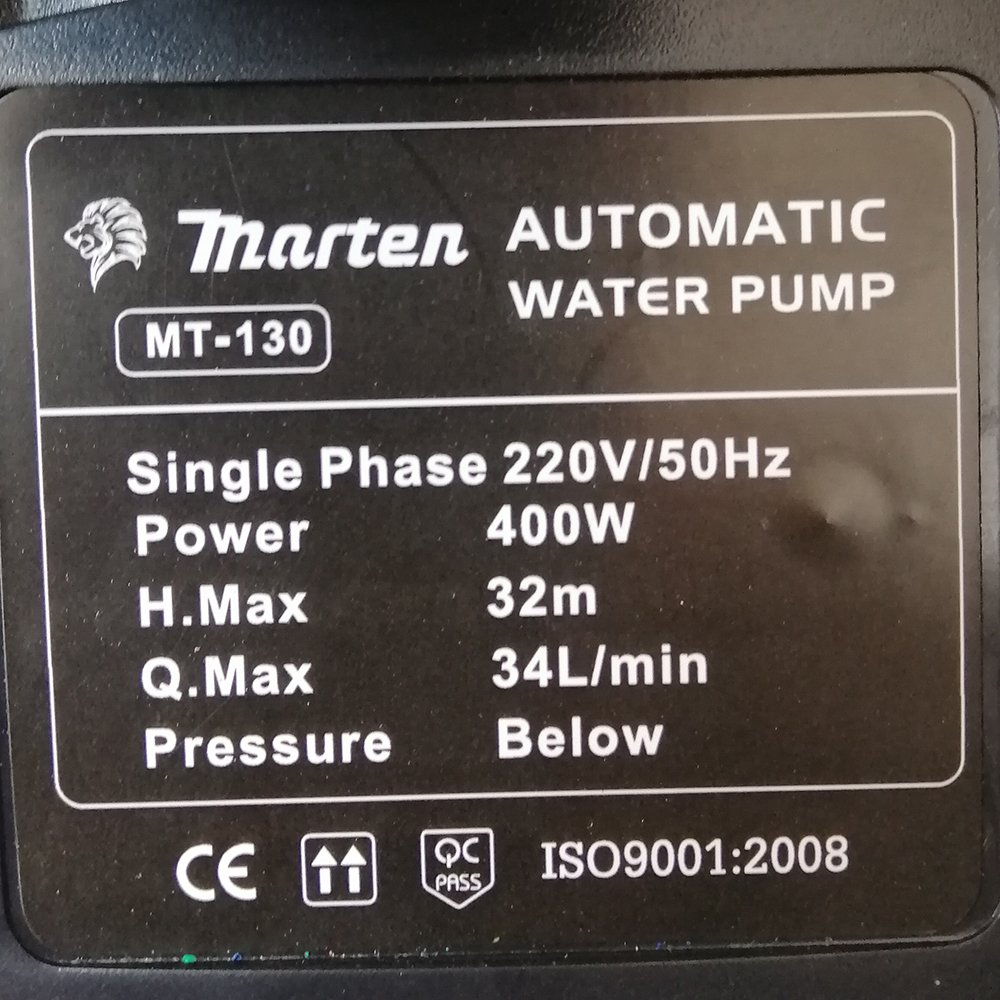 Marten
AUTOMATIC
WATER PUMP
MT-130
Single Phase 220V/50Hz
Power 400W
H.Max 32m
Q.Max 34L/min
Pressure Below
CE
QC
PASS
ISO9001:2008